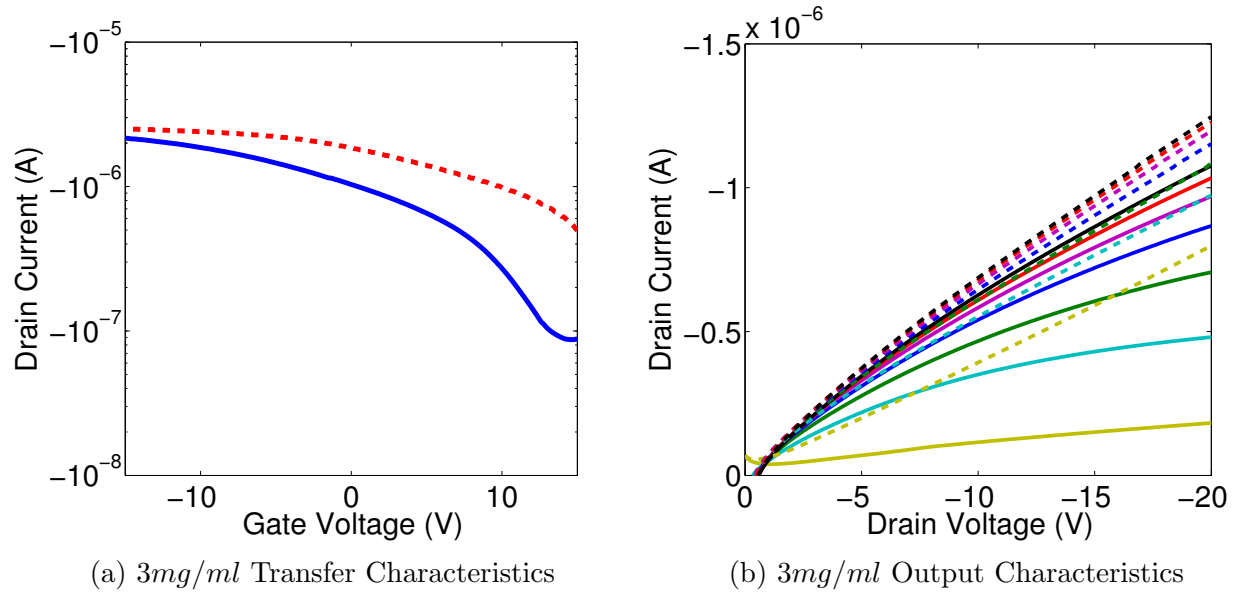 −10⁻⁵
−10⁻⁶
−10⁻⁷
−10⁻⁸
Drain Current (A)
−10
0
10
Gate Voltage (V)
(a) 3mg/ml Transfer Characteristics
x 10⁻⁶
−1.5
−1
−0.5
0
Drain Current (A)
0
−5
−10
−15
−20
Drain Voltage (V)
(b) 3mg/ml Output Characteristics